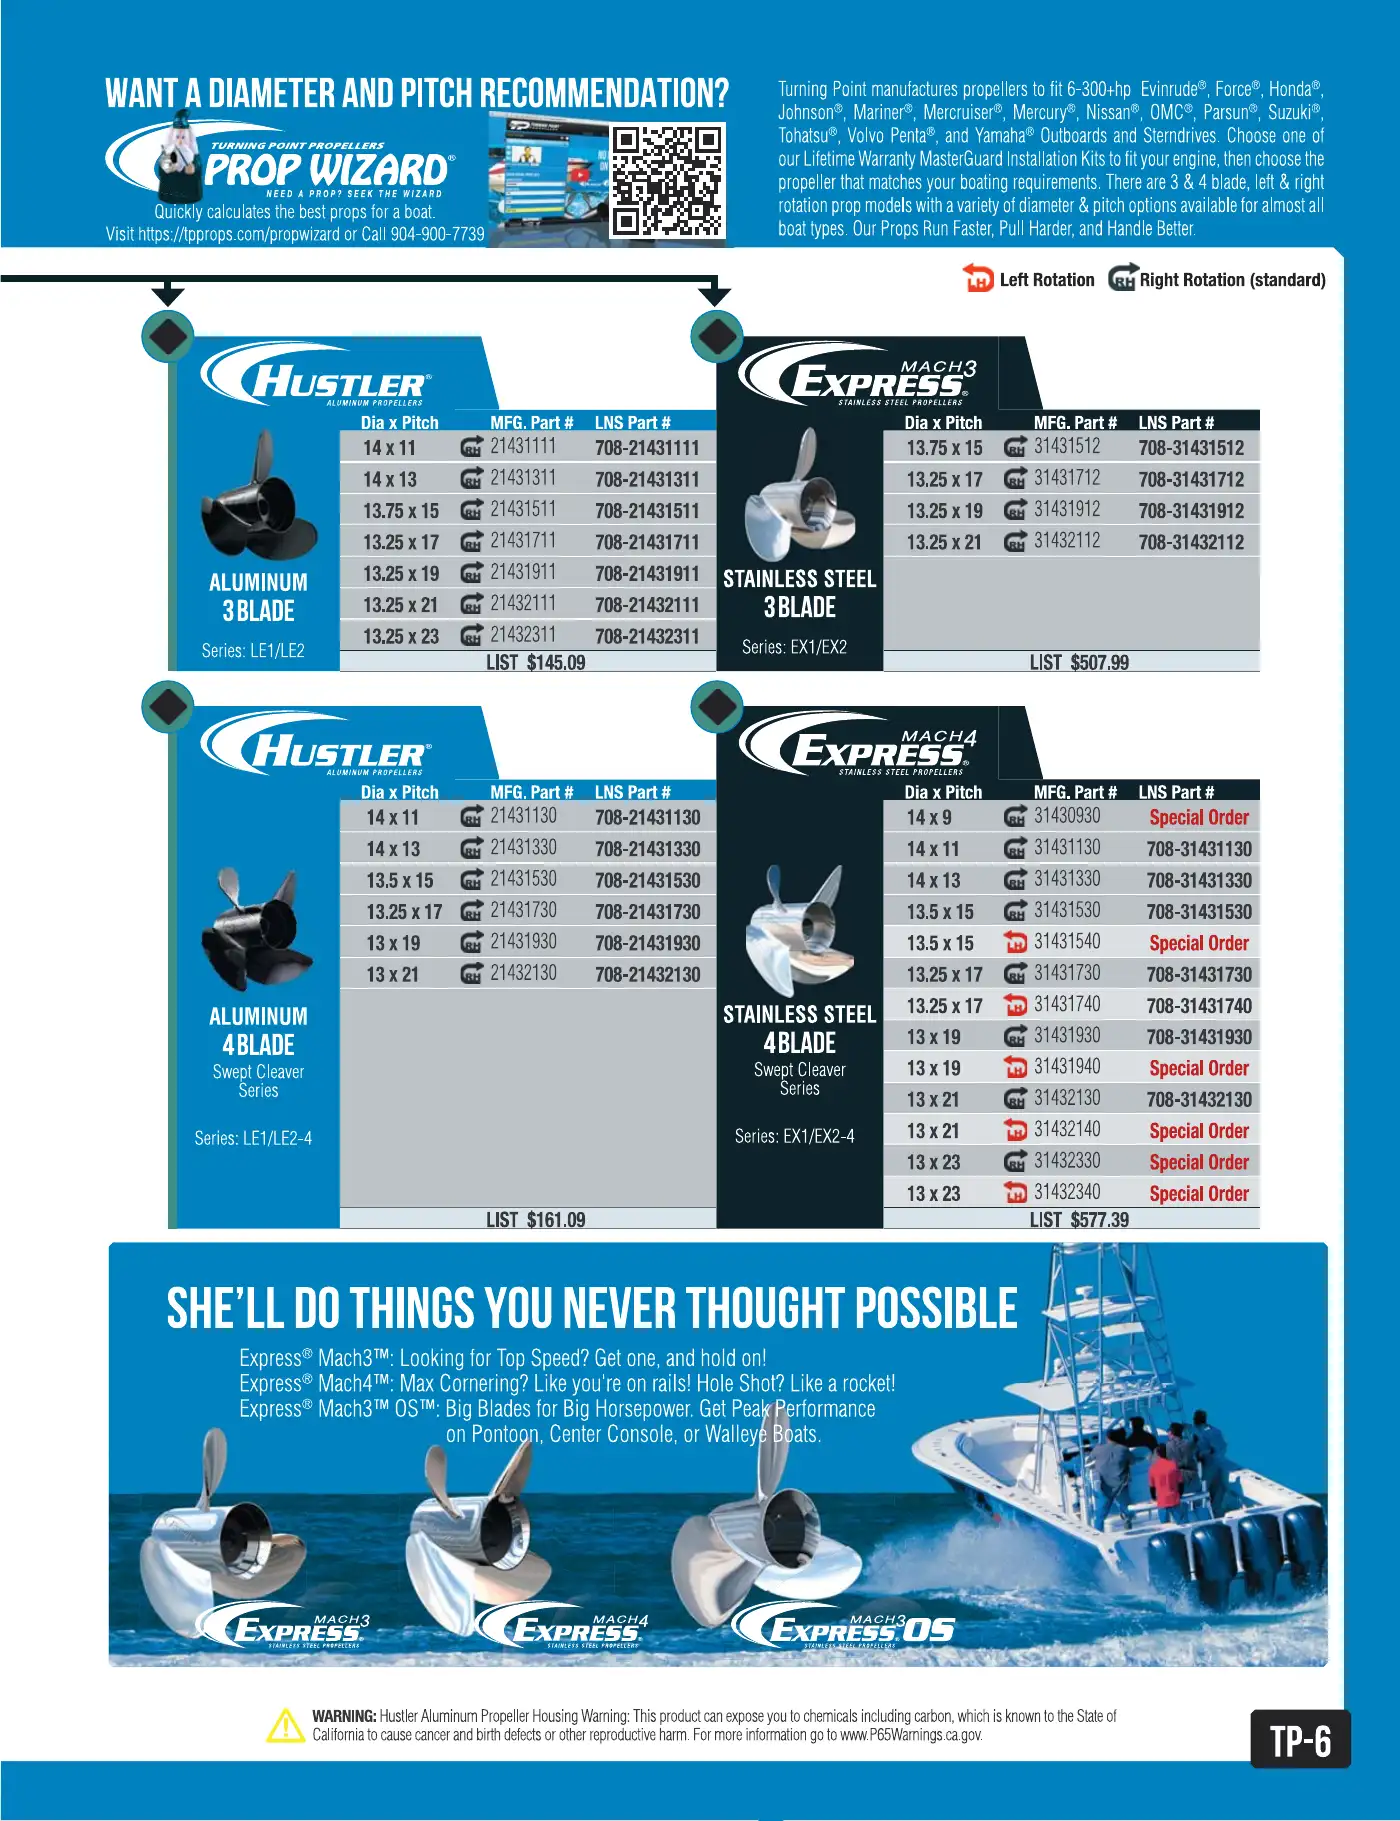 WANT A DIAMETER AND PITCH RECOMMENDATION?
TURNING POINT PROPELLERS
PROP WIZARD®
NEED A PROP? SEEK THE WIZARD
Quickly calculates the best props for a boat.
Visit https://tpprops.com/propwizard or Call 904-900-7739
Turning Point manufactures propellers to fit 6-300+hp Evinrude®, Force®, Honda®,
Johnson®, Mariner®, Mercruiser®, Mercury®, Nissan®, OMC®, Parsun®, Suzuki®,
Tohatsu®, Volvo Penta®, and Yamaha® Outboards and Sterndrives. Choose one of
our Lifetime Warranty MasterGuard Installation Kits to fit your engine, then choose the
propeller that matches your boating requirements. There are 3 & 4 blade, left & right
rotation prop models with a variety of diameter & pitch options available for almost all
boat types. Our Props Run Faster, Pull Harder, and Handle Better.
LH Left Rotation RH Right Rotation (standard)
HUSTLER®
ALUMINUM PROPELLERS
Dia x Pitch MFG. Part # LNS Part #
14 x 11 RH 21431111 708-21431111
14 x 13 RH 21431311 708-21431311
13.75 x 15 RH 21431511 708-21431511
13.25 x 17 RH 21431711 708-21431711
13.25 x 19 RH 21431911 708-21431911
13.25 x 21 RH 21432111 708-21432111
13.25 x 23 RH 21432311 708-21432311
ALUMINUM
3 BLADE
Series: LE1/LE2
LIST $145.09
MACH3
EXPRESS®
STAINLESS STEEL PROPELLERS
Dia x Pitch MFG. Part # LNS Part #
13.75 x 15 RH 31431512 708-31431512
13.25 x 17 RH 31431712 708-31431712
13.25 x 19 RH 31431912 708-31431912
13.25 x 21 RH 31432112 708-31432112
STAINLESS STEEL
3 BLADE
Series: EX1/EX2
LIST $507.99
HUSTLER®
ALUMINUM PROPELLERS
Dia x Pitch MFG. Part # LNS Part #
14 x 11 RH 21431130 708-21431130
14 x 13 RH 21431330 708-21431330
13.5 x 15 RH 21431530 708-21431530
13.25 x 17 RH 21431730 708-21431730
13 x 19 RH 21431930 708-21431930
13 x 21 RH 21432130 708-21432130
ALUMINUM
4 BLADE
Swept Cleaver
Series
Series: LE1/LE2-4
LIST $161.09
MACH4
EXPRESS®
STAINLESS STEEL PROPELLERS
Dia x Pitch MFG. Part # LNS Part #
14 x 9 RH 31430930 Special Order
14 x 11 RH 31431130 708-31431130
14 x 13 RH 31431330 708-31431330
13.5 x 15 RH 31431530 708-31431530
13.5 x 15 LH 31431540 Special Order
13.25 x 17 RH 31431730 708-31431730
13.25 x 17 LH 31431740 708-31431740
13 x 19 RH 31431930 708-31431930
13 x 19 LH 31431940 Special Order
13 x 21 RH 31432130 708-31432130
13 x 21 LH 31432140 Special Order
13 x 23 RH 31432330 Special Order
13 x 23 LH 31432340 Special Order
STAINLESS STEEL
4 BLADE
Swept Cleaver
Series
Series: EX1/EX2-4
LIST $577.39
SHE'LL DO THINGS YOU NEVER THOUGHT POSSIBLE
Express® Mach3™: Looking for Top Speed? Get one, and hold on!
Express® Mach4™: Max Cornering? Like you're on rails! Hole Shot? Like a rocket!
Express® Mach3™ OS™: Big Blades for Big Horsepower. Get Peak Performance
on Pontoon, Center Console, or Walleye Boats.
MACH3
EXPRESS®
STAINLESS STEEL PROPELLERS
MACH4
EXPRESS®
STAINLESS STEEL PROPELLERS
MACH3
EXPRESS® OS
STAINLESS STEEL PROPELLERS
WARNING: Hustler Aluminum Propeller Housing Warning: This product can expose you to chemicals including carbon, which is known to the State of
California to cause cancer and birth defects or other reproductive harm. For more information go to www.P65Warnings.ca.gov.
TP-6